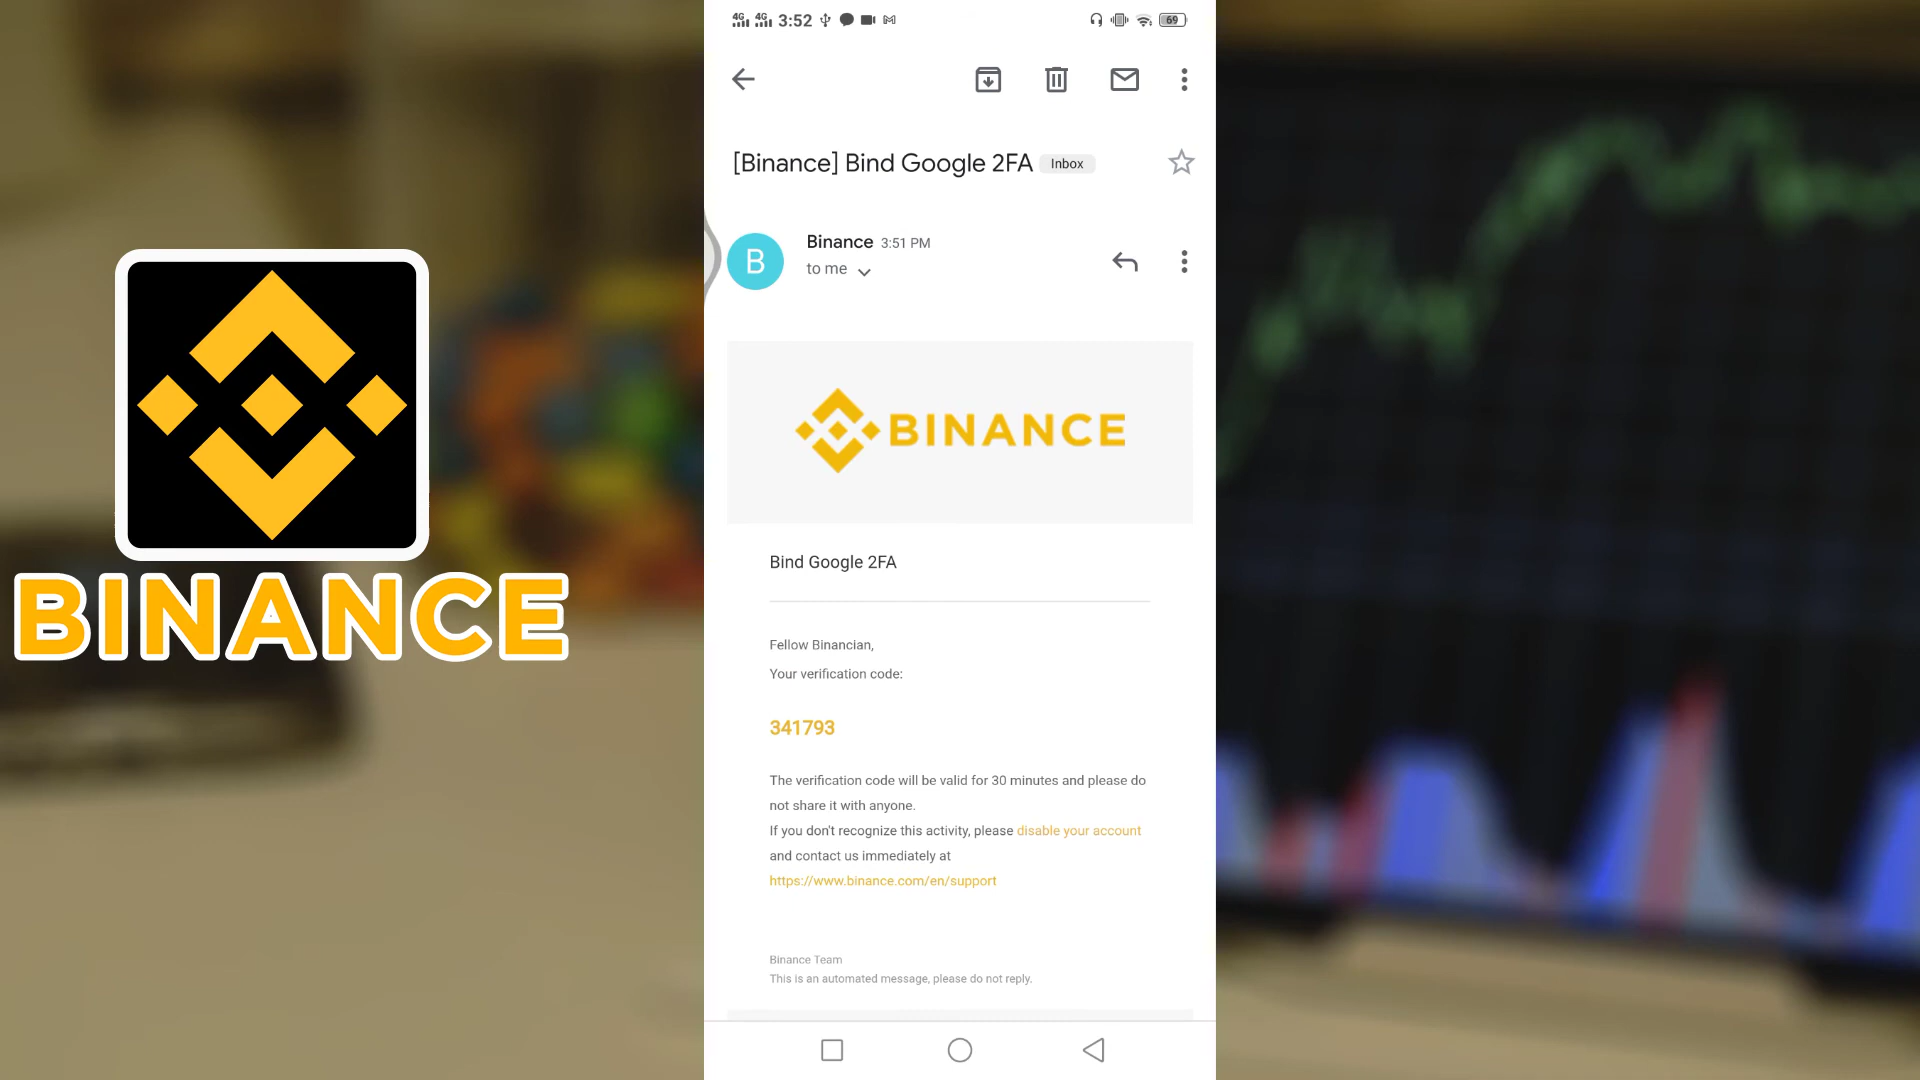 4G 4G 3:52 69
[Binance] Bind Google 2FA Inbox
B
Binance 3:51 PM
to me
BINANCE
BINANCE
Bind Google 2FA
Fellow Binancian,
Your verification code:
341793
The verification code will be valid for 30 minutes and please do
not share it with anyone.
If you don't recognize this activity, please disable your account
and contact us immediately at
https://www.binance.com/en/support
Binance Team
This is an automated message, please do not reply.